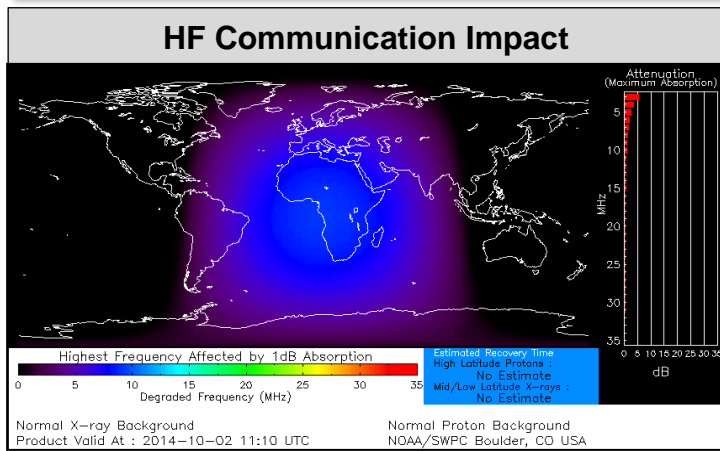 HF Communication Impact
Attenuation
(Maximum Absorption)
5
10
15
20
25
30
35
MHz
0 5 10 15 20 25 30 35
dB
Highest Frequency Affected by 1dB Absorption
0 5 10 15 20 25 30 35
Degraded Frequency (MHz)
Estimated Recovery Time
High Latitude Protons :
No Estimate
Mid/Low Latitude X-rays :
No Estimate
Normal X-ray Background
Normal Proton Background
Product Valid At : 2014-10-02 11:10 UTC
NOAA/SWPC Boulder, CO USA